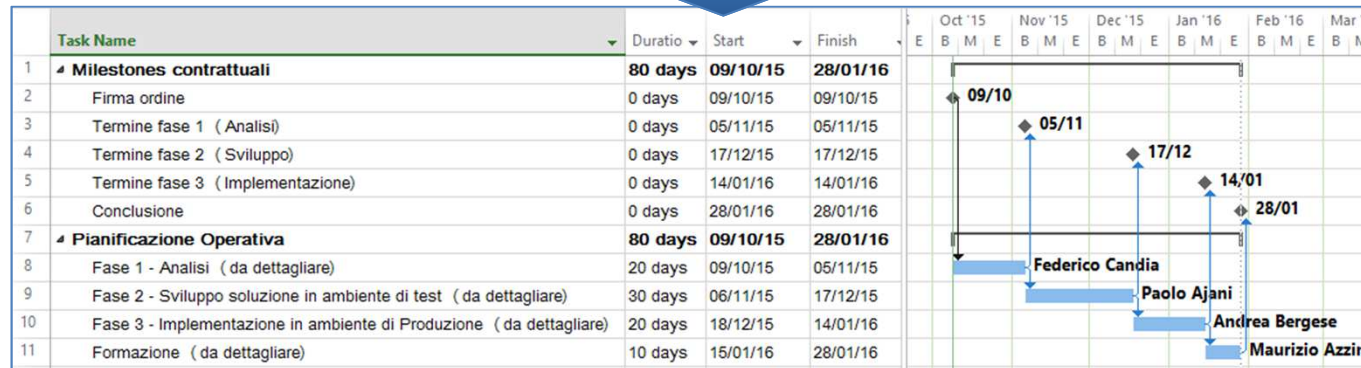 Task Name Duratio Start Finish
Oct '15 Nov '15 Dec '15 Jan '16 Feb '16 Mar
E B M E B M E B M E B M E B M E B
1 Milestones contrattuali 80 days 09/10/15 28/01/16
2 Firma ordine 0 days 09/10/15 09/10/15 09/10
3 Termine fase 1 ( Analisi) 0 days 05/11/15 05/11/15 05/11
4 Termine fase 2 ( Sviluppo) 0 days 17/12/15 17/12/15 17/12
5 Termine fase 3 ( Implementazione) 0 days 14/01/16 14/01/16 14/01
6 Conclusione 0 days 28/01/16 28/01/16 28/01
7 Pianificazione Operativa 80 days 09/10/15 28/01/16
8 Fase 1 - Analisi ( da dettagliare) 20 days 09/10/15 05/11/15 Federico Candia
9 Fase 2 - Sviluppo soluzione in ambiente di test ( da dettagliare) 30 days 06/11/15 17/12/15 Paolo Ajani
10 Fase 3 - Implementazione in ambiente di Produzione ( da dettagliare) 20 days 18/12/15 14/01/16 Andrea Bergese
11 Formazione ( da dettagliare) 10 days 15/01/16 28/01/16 Maurizio